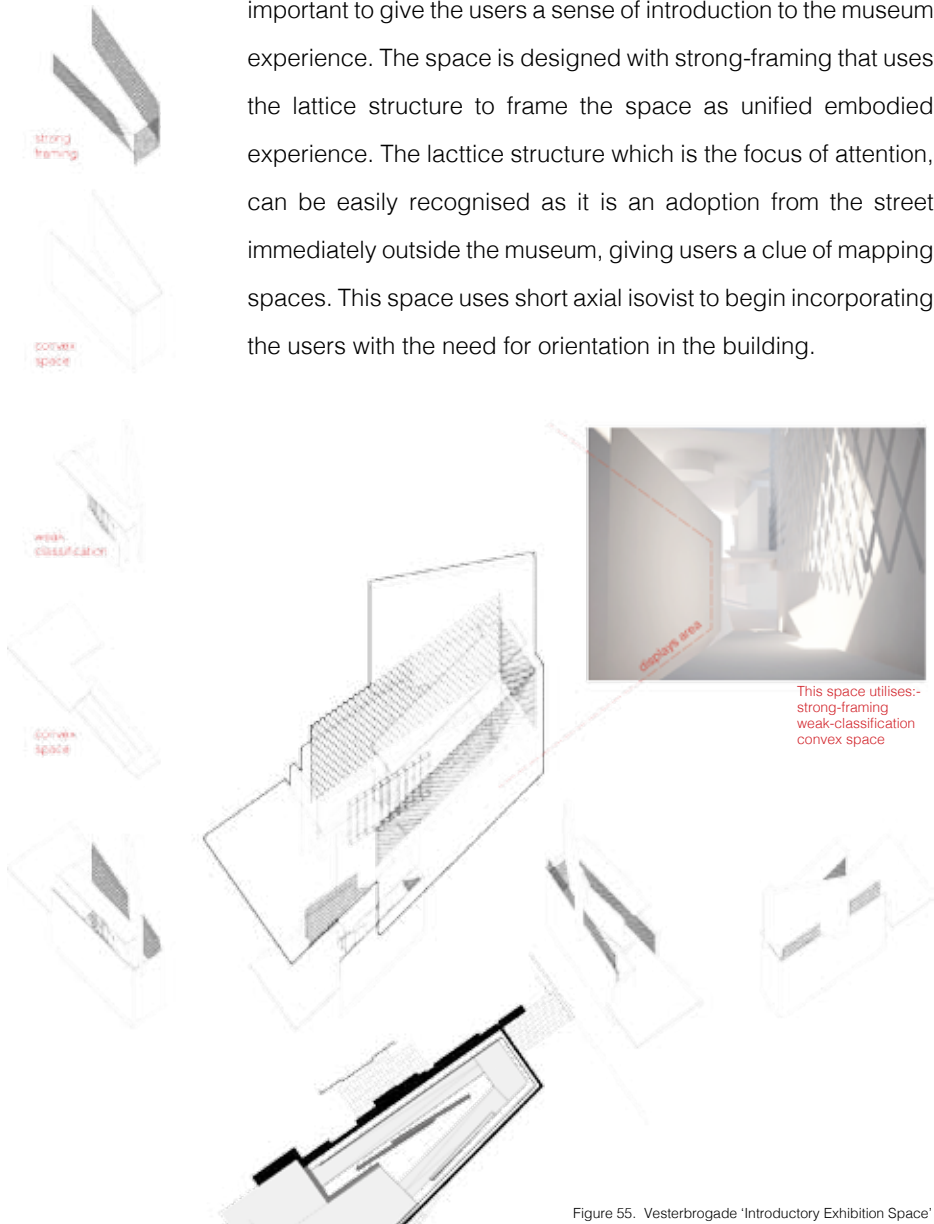 important to give the users a sense of introduction to the museum
experience. The space is designed with strong-framing that uses
the lattice structure to frame the space as unified embodied
experience. The lacttice structure which is the focus of attention,
can be easily recognised as it is an adoption from the street
immediately outside the museum, giving users a clue of mapping
spaces. This space uses short axial isovist to begin incorporating
the users with the need for orientation in the building.
strong
framing
convex
space
weak
classification
convex
space
displays area
This space utilises:-
strong-framing
weak-classification
convex space
Figure 55. Vesterbrogade ‘Introductory Exhibition Space’